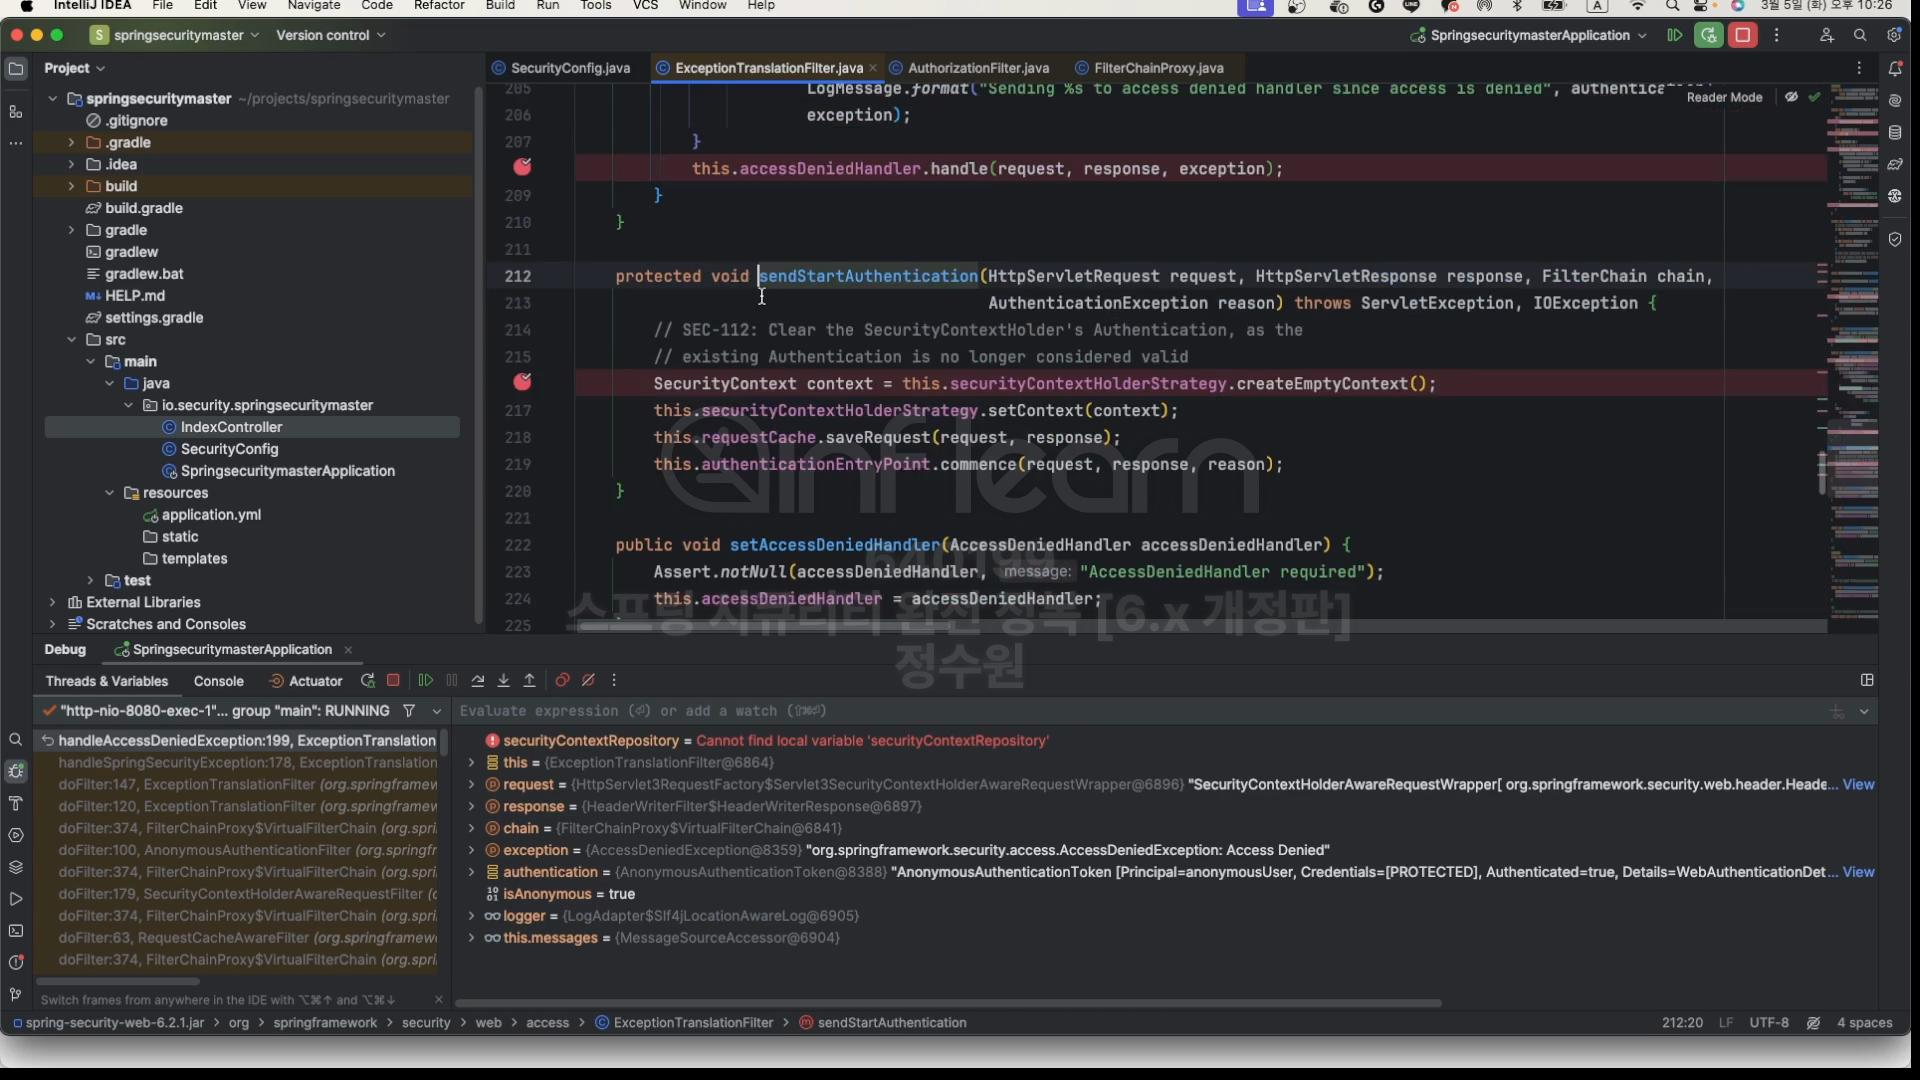 IntelliJ IDEA File Edit View Navigate Code Refactor Build Run Tools VCS Window Help 3월 5일 (화) 오후 10:26
S springsecuritymaster Version control SpringsecuritymasterApplication
Project
SecurityConfig.java ExceptionTranslationFilter.java AuthorizationFilter.java FilterChainProxy.java
Reader Mode
springsecuritymaster ~/projects/springsecuritymaster
.gitignore
.gradle
.idea
build
build.gradle
gradle
gradlew
gradlew.bat
HELP.md
settings.gradle
src
main
java
io.security.springsecuritymaster
IndexController
SecurityConfig
SpringsecuritymasterApplication
resources
application.yml
static
templates
test
External Libraries
Scratches and Consoles
205 LogMessage.format("Sending %s to access denied handler since access is denied",
206 exception);
207 }
this.accessDeniedHandler.handle(request, response, exception);
209 }
210 }
211
212 protected void sendStartAuthentication(HttpServletRequest request, HttpServletResponse response, FilterChain chain,
213 AuthenticationException reason) throws ServletException, IOException {
214 // SEC-112: Clear the SecurityContextHolder's Authentication, as the
215 // existing Authentication is no longer considered valid
SecurityContext context = this.securityContextHolderStrategy.createEmptyContext();
217 this.securityContextHolderStrategy.setContext(context);
218 this.requestCache.saveRequest(request, response);
219 this.authenticationEntryPoint.commence(request, response, reason);
220 }
221
222 public void setAccessDeniedHandler(AccessDeniedHandler accessDeniedHandler) {
223 Assert.notNull(accessDeniedHandler, message: "AccessDeniedHandler required");
224 this.accessDeniedHandler = accessDeniedHandler;
225
inflearn
스프링 시큐리티 완전 정복 [6.x 개정판]
정수원
Debug SpringsecuritymasterApplication
Threads & Variables Console Actuator
"http-nio-8080-exec-1"... group "main": RUNNING
Evaluate expression (⏎) or add a watch (⇧⌘⏎)
handleAccessDeniedException:199, ExceptionTranslation
handleSpringSecurityException:178, ExceptionTranslation
doFilter:147, ExceptionTranslationFilter (org.springframew
doFilter:120, ExceptionTranslationFilter (org.springframew
doFilter:374, FilterChainProxy$VirtualFilterChain (org.spri
doFilter:100, AnonymousAuthenticationFilter (org.springfr
doFilter:374, FilterChainProxy$VirtualFilterChain (org.spri
doFilter:179, SecurityContextHolderAwareRequestFilter (o
doFilter:374, FilterChainProxy$VirtualFilterChain (org.spri
doFilter:63, RequestCacheAwareFilter (org.springframewo
doFilter:374, FilterChainProxy$VirtualFilterChain (org.spri
Switch frames from anywhere in the IDE with ⌥⌘↑ and ⌥⌘↓
securityContextRepository = Cannot find local variable 'securityContextRepository'
this = {ExceptionTranslationFilter@6864}
request = {HttpServlet3RequestFactory$Servlet3SecurityContextHolderAwareRequestWrapper@6896} "SecurityContextHolderAwareRequestWrapper[ org.springframework.security.web.header.Heade... View
response = {HeaderWriterFilter$HeaderWriterResponse@6897}
chain = {FilterChainProxy$VirtualFilterChain@6841}
exception = {AccessDeniedException@8359} "org.springframework.security.access.AccessDeniedException: Access Denied"
authentication = {AnonymousAuthenticationToken@8388} "AnonymousAuthenticationToken [Principal=anonymousUser, Credentials=[PROTECTED], Authenticated=true, Details=WebAuthenticationDet... View
isAnonymous = true
logger = {LogAdapter$Slf4jLocationAwareLog@6905}
this.messages = {MessageSourceAccessor@6904}
spring-security-web-6.2.1.jar > org > springframework > security > web > access > ExceptionTranslationFilter > sendStartAuthentication 212:20 LF UTF-8 4 spaces